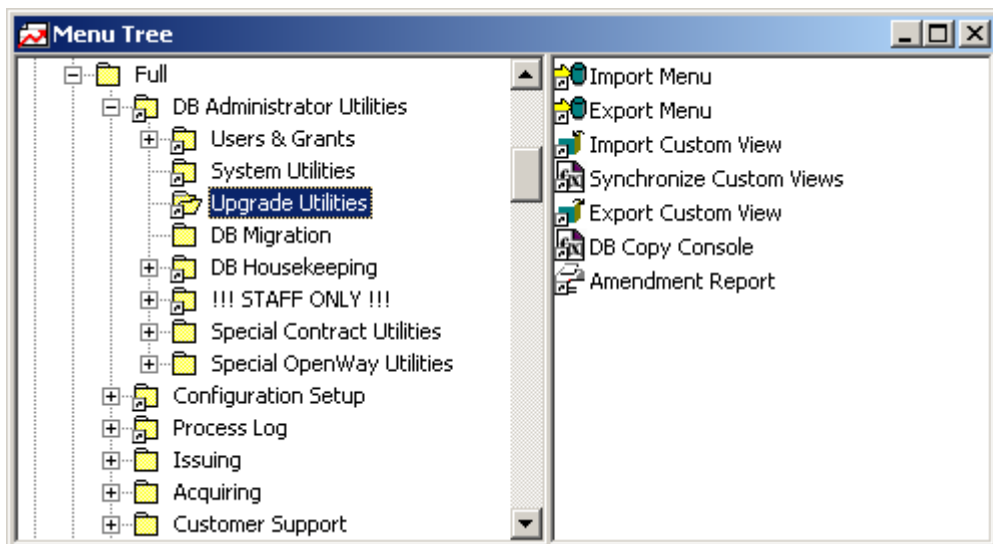 Menu Tree
Full
DB Administrator Utilities
Users & Grants
System Utilities
Upgrade Utilities
DB Migration
DB Housekeeping
!!! STAFF ONLY !!!
Special Contract Utilities
Special OpenWay Utilities
Configuration Setup
Process Log
Issuing
Acquiring
Customer Support
Import Menu
Export Menu
Import Custom View
Synchronize Custom Views
Export Custom View
DB Copy Console
Amendment Report